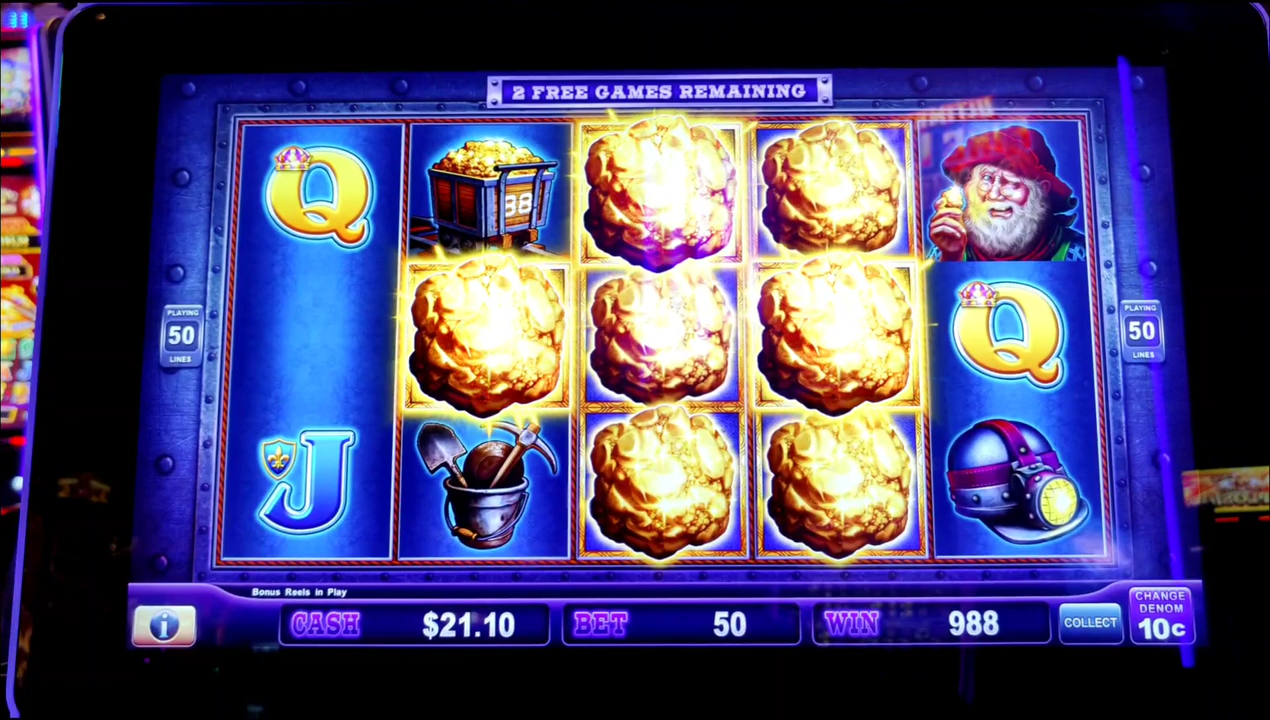 2 FREE GAMES REMAINING
Q
88
PLAYING
50
LINES
PLAYING
50
LINES
Q
J
Bonus Reels in Play
i
CASH $21.10 BET 50 WIN 988 COLLECT
CHANGE
DENOM
10¢